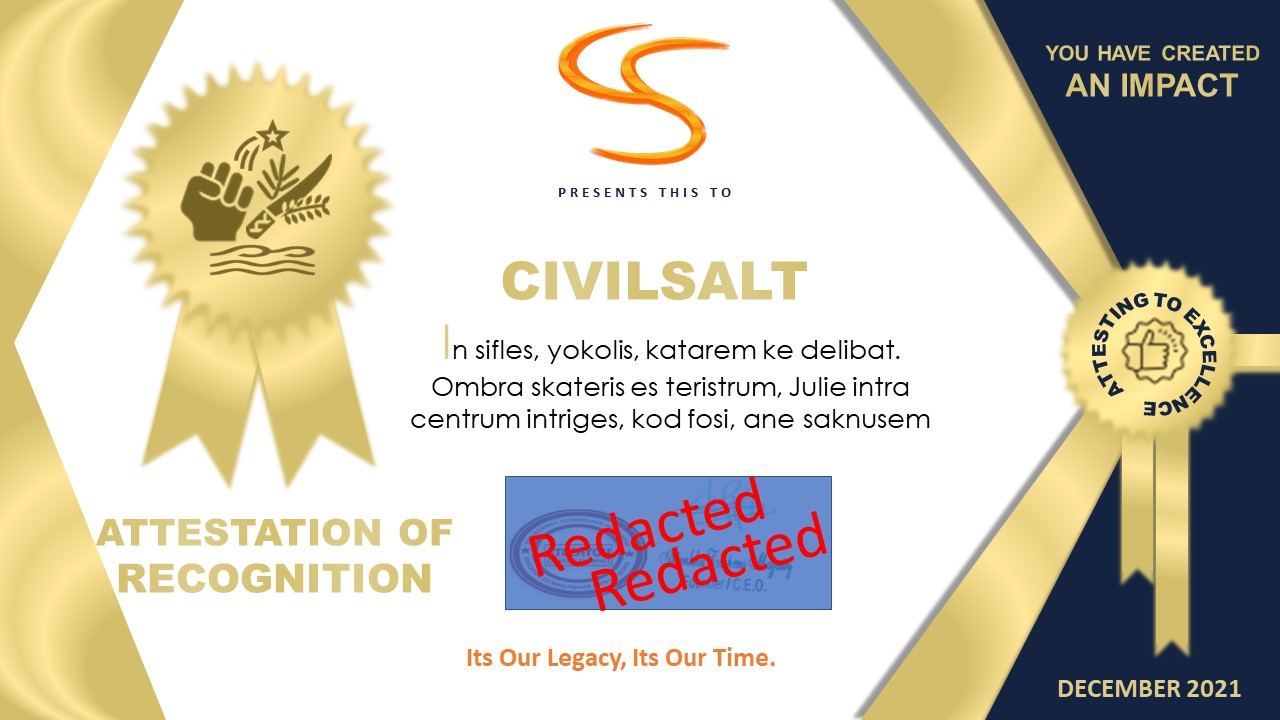 YOU HAVE CREATED
AN IMPACT
PRESENTS THIS TO
CIVILSALT
In sifles, yokolis, katarem ke delibat.
Ombra skateris es teristrum, Julie intra
centrum intriges, kod fosi, ane saknusem
ATTESTING TO EXCELLENCE
Redacted
Redacted
Founder / C.E.O.
ATTESTATION OF
RECOGNITION
Its Our Legacy, Its Our Time.
DECEMBER 2021